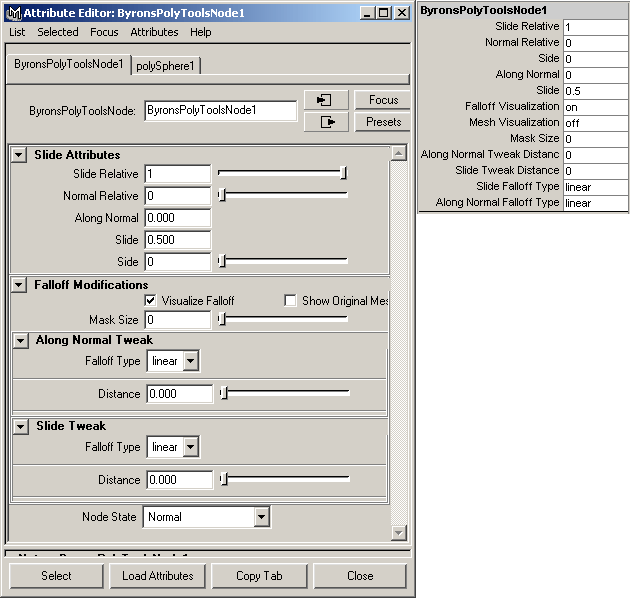 Attribute Editor: ByronsPolyToolsNode1
List Selected Focus Attributes Help
ByronsPolyToolsNode1 polySphere1
ByronsPolyToolsNode: ByronsPolyToolsNode1
Focus
Presets
Slide Attributes
Slide Relative 1
Normal Relative 0
Along Normal 0.000
Slide 0.500
Side 0
Falloff Modifications
Visualize Falloff Show Original Mes
Mask Size 0
Along Normal Tweak
Falloff Type linear
Distance 0.000
Slide Tweak
Falloff Type linear
Distance 0.000
Node State Normal
Select Load Attributes Copy Tab Close
ByronsPolyToolsNode1
Slide Relative 1
Normal Relative 0
Side 0
Along Normal 0
Slide 0.5
Falloff Visualization on
Mesh Visualization off
Mask Size 0
Along Normal Tweak Distanc 0
Slide Tweak Distance 0
Slide Falloff Type linear
Along Normal Falloff Type linear